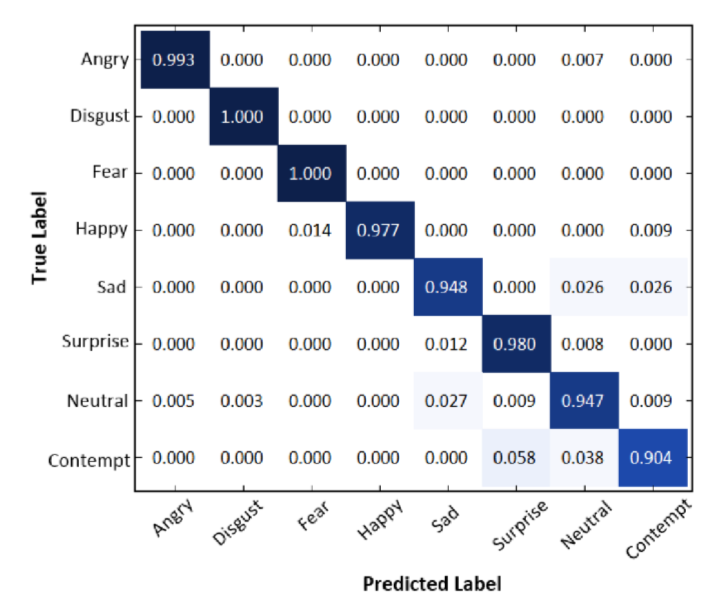 Angry 0.993 0.000 0.000 0.000 0.000 0.000 0.007 0.000
Disgust 0.000 1.000 0.000 0.000 0.000 0.000 0.000 0.000
Fear 0.000 0.000 1.000 0.000 0.000 0.000 0.000 0.000
Happy 0.000 0.000 0.014 0.977 0.000 0.000 0.000 0.009
Sad 0.000 0.000 0.000 0.000 0.948 0.000 0.026 0.026
Surprise 0.000 0.000 0.000 0.000 0.012 0.980 0.008 0.000
Neutral 0.005 0.003 0.000 0.000 0.027 0.009 0.947 0.009
Contempt 0.000 0.000 0.000 0.000 0.000 0.058 0.038 0.904
True Label
Angry Disgust Fear Happy Sad Surprise Neutral Contempt
Predicted Label